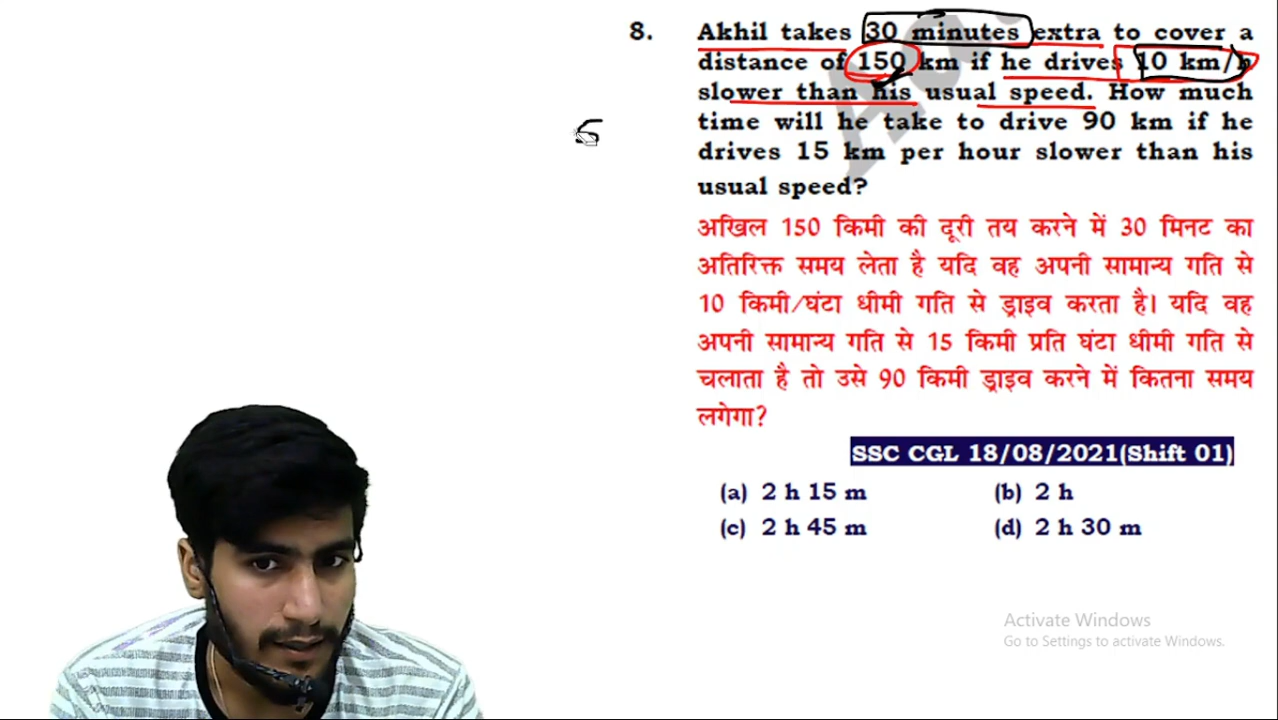 8. Akhil takes 30 minutes extra to cover a
distance of 150 km if he drives 10 km/h
slower than his usual speed. How much
time will he take to drive 90 km if he
drives 15 km per hour slower than his
usual speed?
अखिल 150 किमी की दूरी तय करने में 30 मिनट का
अतिरिक्त समय लेता है यदि वह अपनी सामान्य गति से
10 किमी/घंटा धीमी गति से ड्राइव करता है। यदि वह
अपनी सामान्य गति से 15 किमी प्रति घंटा धीमी गति से
चलाता है तो उसे 90 किमी ड्राइव करने में कितना समय
लगेगा?
SSC CGL 18/08/2021(Shift 01)
(a) 2 h 15 m (b) 2 h
(c) 2 h 45 m (d) 2 h 30 m
Activate Windows
Go to Settings to activate Windows.